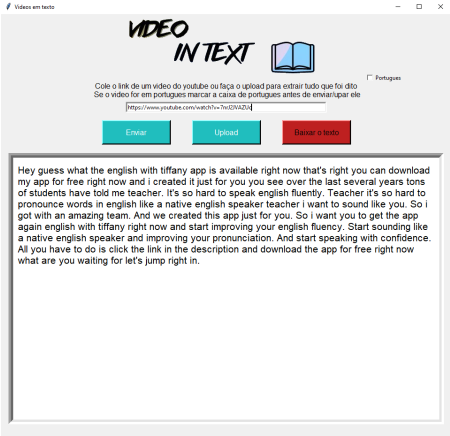 Videos em texto
VIDEO
IN TEXT
Portugues
Cole o link de um video do youtube ou faça o upload para extrair tudo que foi dito
Se o video for em portugues marcar a caixa de portugues antes de enviar/upar ele
Enviar
Upload
Baixar o texto
Hey guess what the english with tiffany app is available right now that's right you can download
my app for free right now and i created it just for you you see over the last several years tons
of students have told me teacher. It's so hard to speak english fluently. Teacher it's so hard to
pronounce words in english like a native english speaker teacher i want to sound like you. So i
got with an amazing team. And we created this app just for you. So i want you to get the app
again english with tiffany right now and start improving your english fluency. Start sounding like
a native english speaker and improving your pronunciation. And start speaking with confidence.
All you have to do is click the link in the description and download the app for free right now
what are you waiting for let's jump right in.